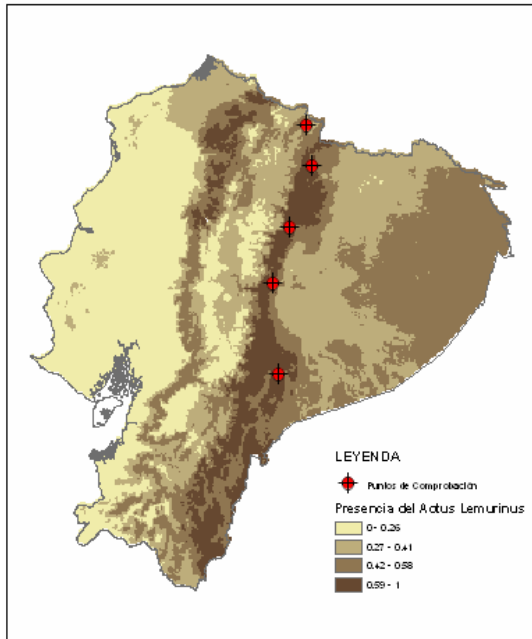 LEYENDA
Puntos de Comprobación
Presencia del Aotus Lemurinus
0- 0.26
0.27 - 0.41
0.42 - 0.58
0.59 - 1